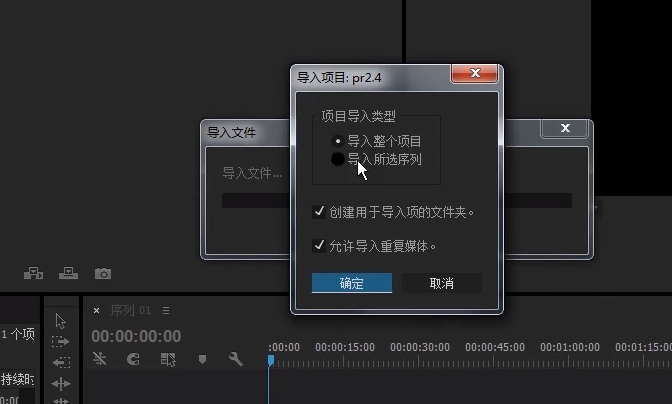 导入项目: pr2.4
项目导入类型
导入文件
导入整个项目
导入所选序列
导入文件...
创建用于导入项的文件夹。
允许导入重复媒体。
确定
取消
× 序列 01
1 个项
00:00:00:00
:00:00
00:00:15:00
00:00:30:00
00:00:45:00
00:01:00:00
00:01:15:00
持续时